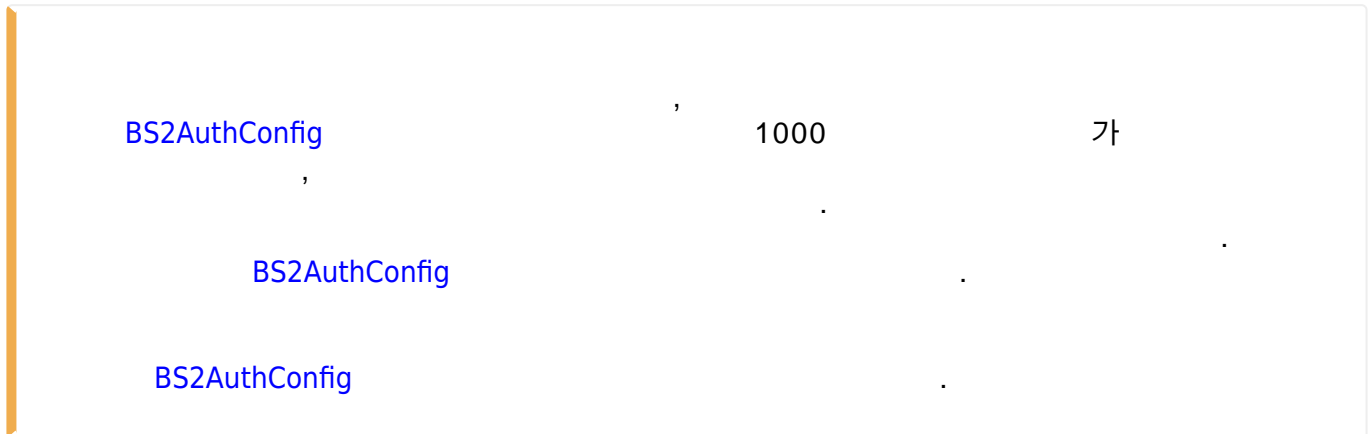 ,
BS2AuthConfig 1000 가
,
.
.
BS2AuthConfig .
BS2AuthConfig .